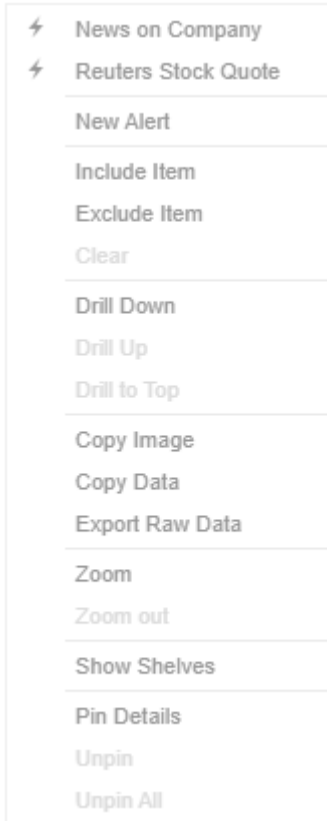 News on Company
Reuters Stock Quote
New Alert
Include Item
Exclude Item
Clear
Drill Down
Drill Up
Drill to Top
Copy Image
Copy Data
Export Raw Data
Zoom
Zoom out
Show Shelves
Pin Details
Unpin
Unpin All